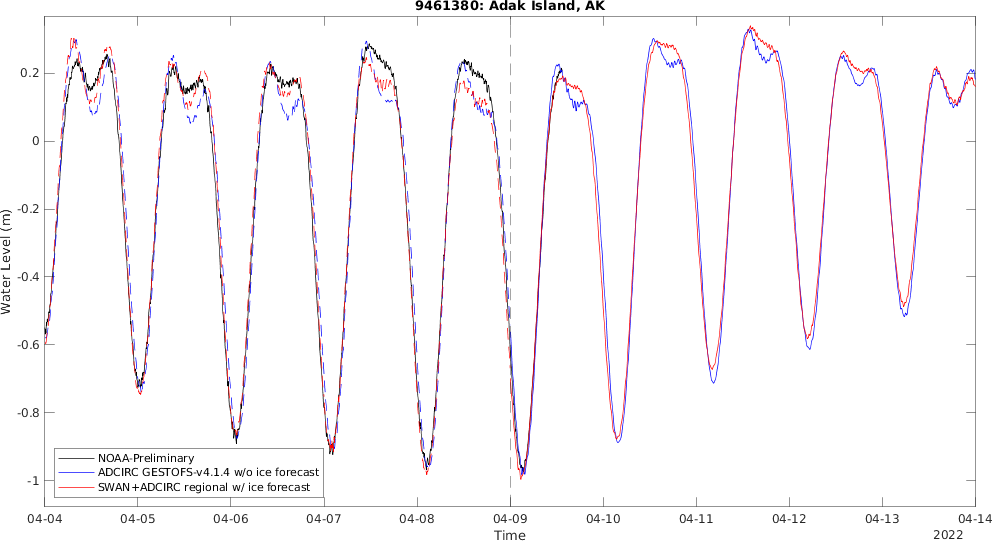 9461380: Adak Island, AK
0.2
0
-0.2
-0.4
-0.6
-0.8
-1
Water Level (m)
NOAA-Preliminary
ADCIRC GESTOFS-v4.1.4 w/o ice forecast
SWAN+ADCIRC regional w/ ice forecast
04-04 04-05 04-06 04-07 04-08 04-09 04-10 04-11 04-12 04-13 04-14
Time
2022